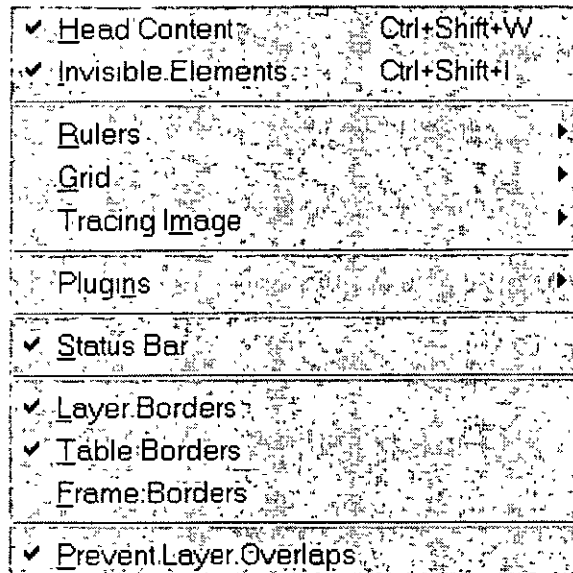 Head Content Ctrl+Shift+W
Invisible Elements Ctrl+Shift+I
Rulers
Grid
Tracing Image
Plugins
Status Bar
Layer Borders
Table Borders
Frame Borders
Prevent Layer Overlaps